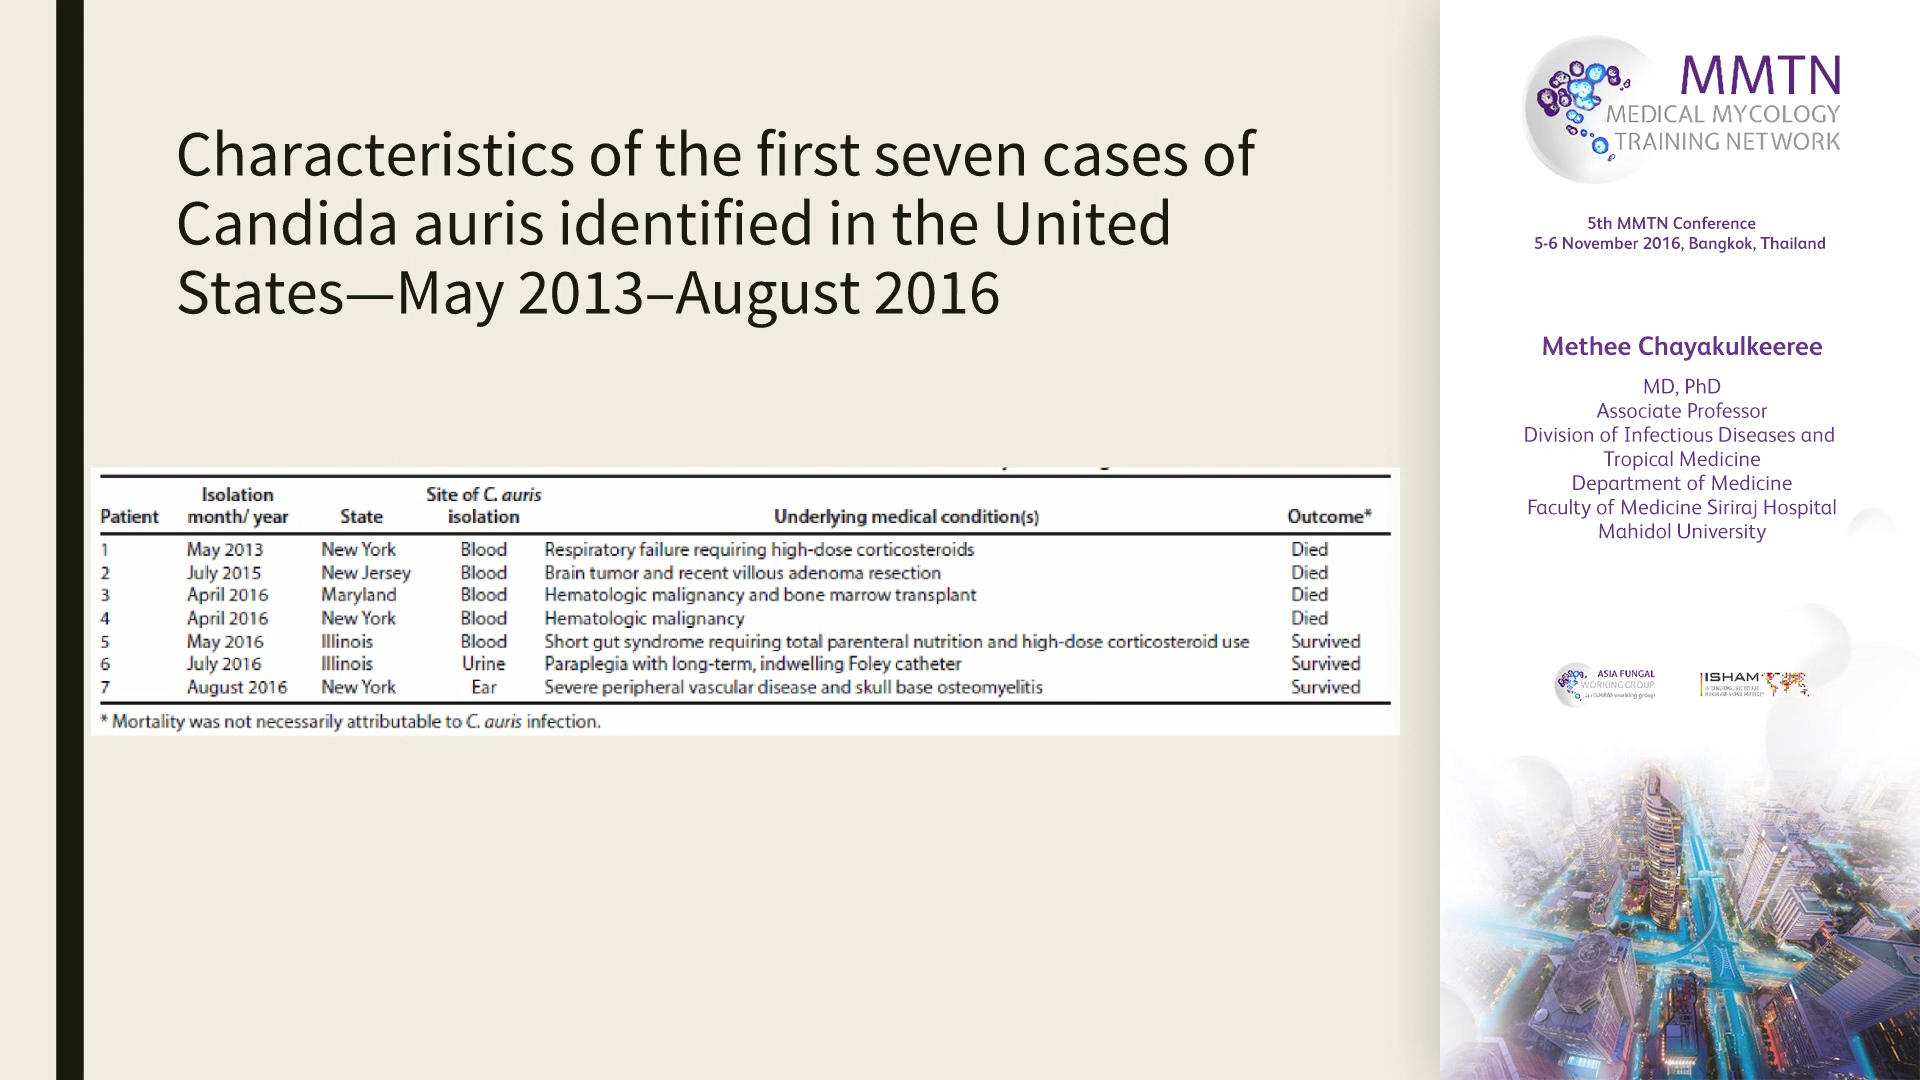 Characteristics of the first seven cases of
Candida auris identified in the United
States—May 2013–August 2016
Patient Isolation month/ year State Site of C. auris isolation Underlying medical condition(s) Outcome*
1 May 2013 New York Blood Respiratory failure requiring high-dose corticosteroids Died
2 July 2015 New Jersey Blood Brain tumor and recent villous adenoma resection Died
3 April 2016 Maryland Blood Hematologic malignancy and bone marrow transplant Died
4 April 2016 New York Blood Hematologic malignancy Died
5 May 2016 Illinois Blood Short gut syndrome requiring total parenteral nutrition and high-dose corticosteroid use Survived
6 July 2016 Illinois Urine Paraplegia with long-term, indwelling Foley catheter Survived
7 August 2016 New York Ear Severe peripheral vascular disease and skull base osteomyelitis Survived
* Mortality was not necessarily attributable to C. auris infection.
MMTN
MEDICAL MYCOLOGY
TRAINING NETWORK
5th MMTN Conference
5-6 November 2016, Bangkok, Thailand
Methee Chayakulkeeree
MD, PhD
Associate Professor
Division of Infectious Diseases and
Tropical Medicine
Department of Medicine
Faculty of Medicine Siriraj Hospital
Mahidol University
ASIA FUNGAL
WORKING GROUP
an ISHAM working group
ISHAM